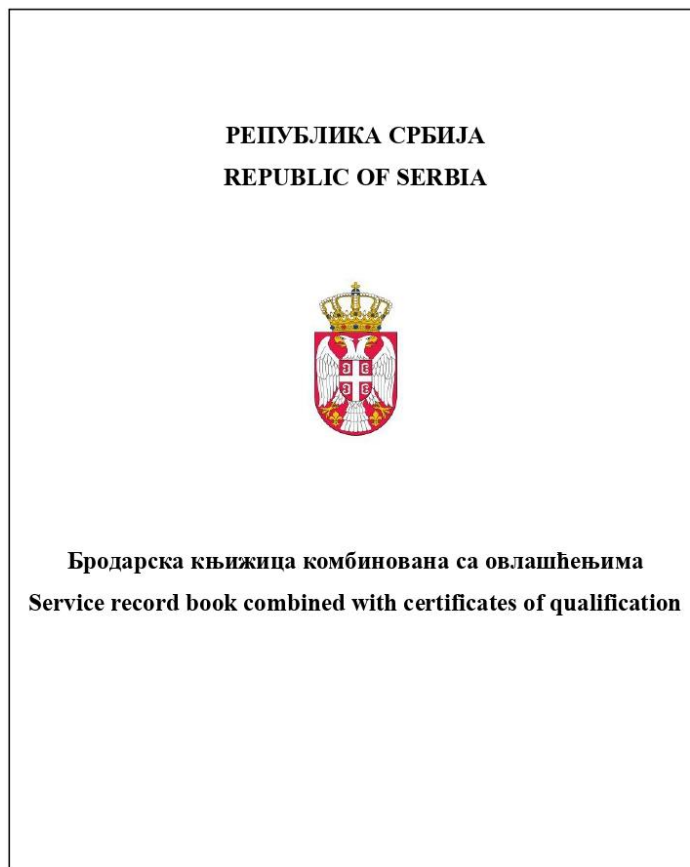 РЕПУБЛИКА СРБИЈА
REPUBLIC OF SERBIA
Бродарска књижица комбинована са овлашћењима
Service record book combined with certificates of qualification